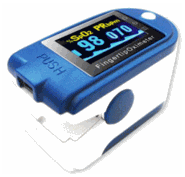 %SpO2 PRbpm
98 070
Fingertip Oximeter
PUSH